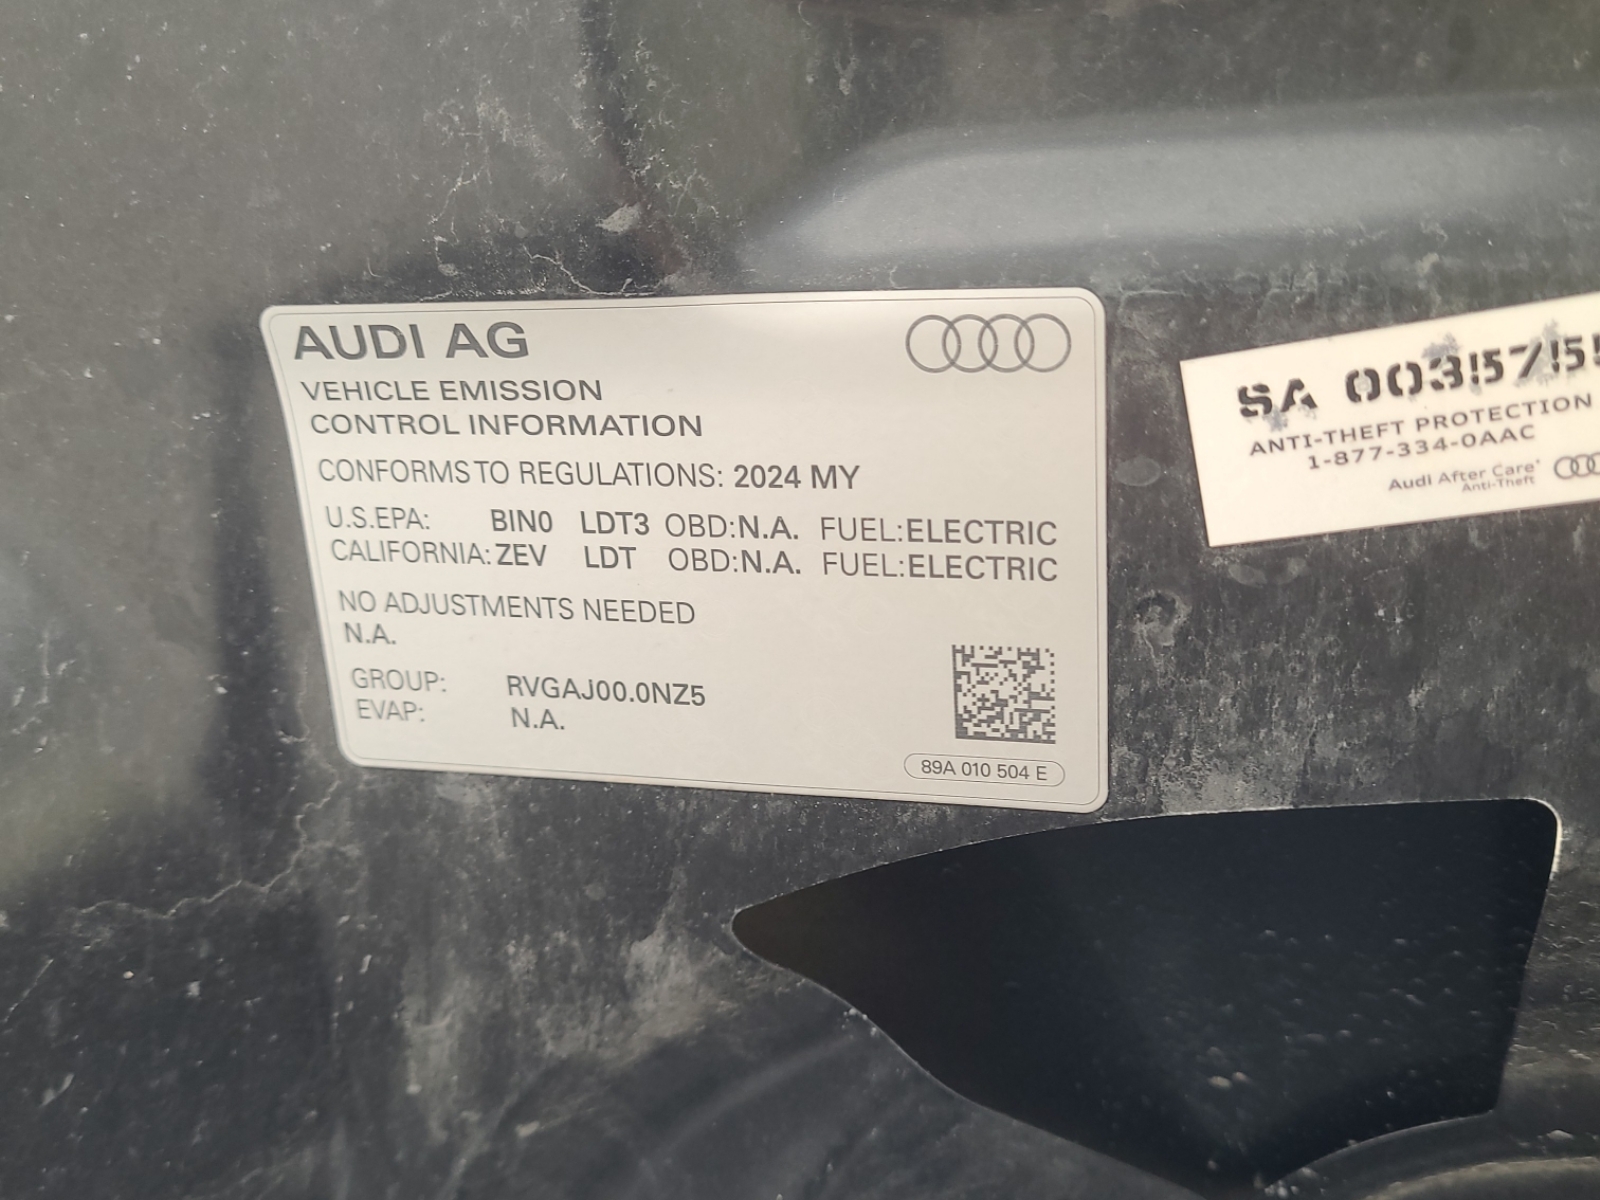 AUDI AG
VEHICLE EMISSION
CONTROL INFORMATION
CONFORMS TO REGULATIONS: 2024 MY
U.S.EPA: BIN0 LDT3 OBD:N.A. FUEL:ELECTRIC
CALIFORNIA: ZEV LDT OBD:N.A. FUEL:ELECTRIC
NO ADJUSTMENTS NEEDED
N.A.
GROUP: RVGAJ00.0NZ5
EVAP: N.A.
89A 010 504 E
SA
ANTI-THEFT PROTECTION
1-877-334-0AAC
Audi After Care*
Anti-Theft